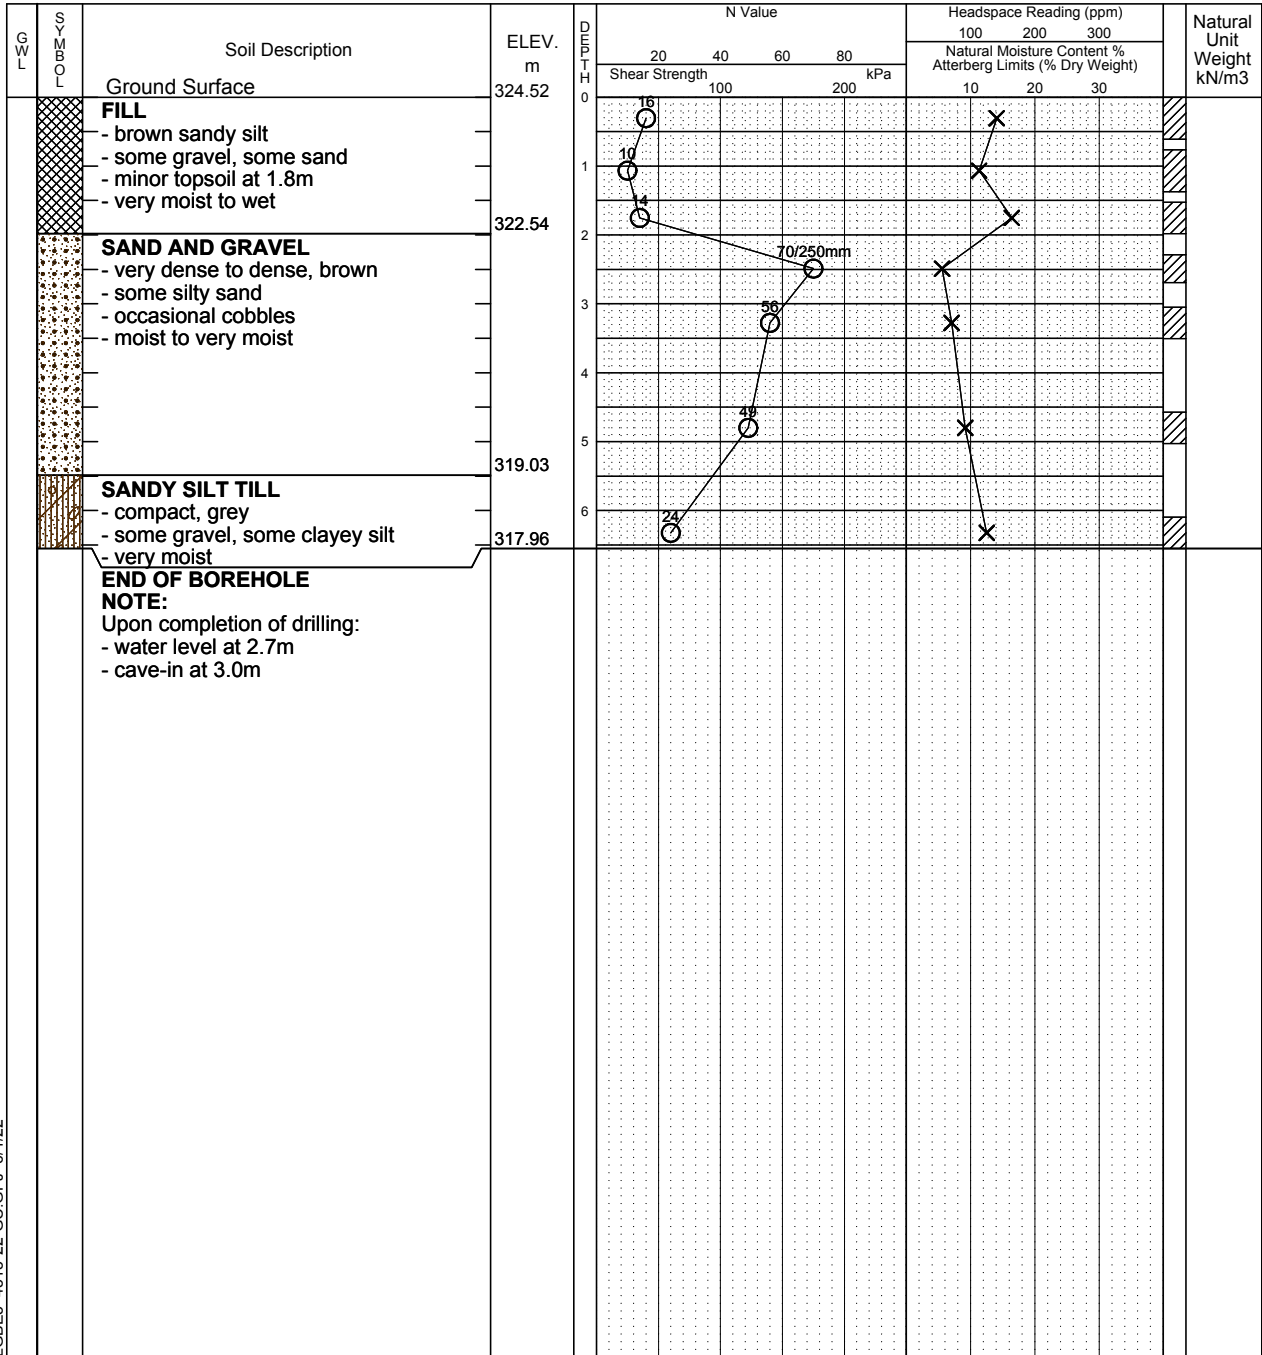 GWL
SYMBOL
Soil Description
Ground Surface
ELEV.
m
324.52
DEPTH
N Value
20 40 60 80
Shear Strength kPa
100 200
Headspace Reading (ppm)
100 200 300
Natural Moisture Content %
Atterberg Limits (% Dry Weight)
10 20 30
Natural
Unit
Weight
kN/m3
0
FILL
- brown sandy silt
- some gravel, some sand
- minor topsoil at 1.8m
- very moist to wet
322.54
SAND AND GRAVEL
- very dense to dense, brown
- some silty sand
- occasional cobbles
- moist to very moist
319.03
SANDY SILT TILL
- compact, grey
- some gravel, some clayey silt
317.96
- very moist
END OF BOREHOLE
NOTE:
Upon completion of drilling:
- water level at 2.7m
- cave-in at 3.0m
1
2
3
4
5
6
16
10
14
70/250mm
56
49
24